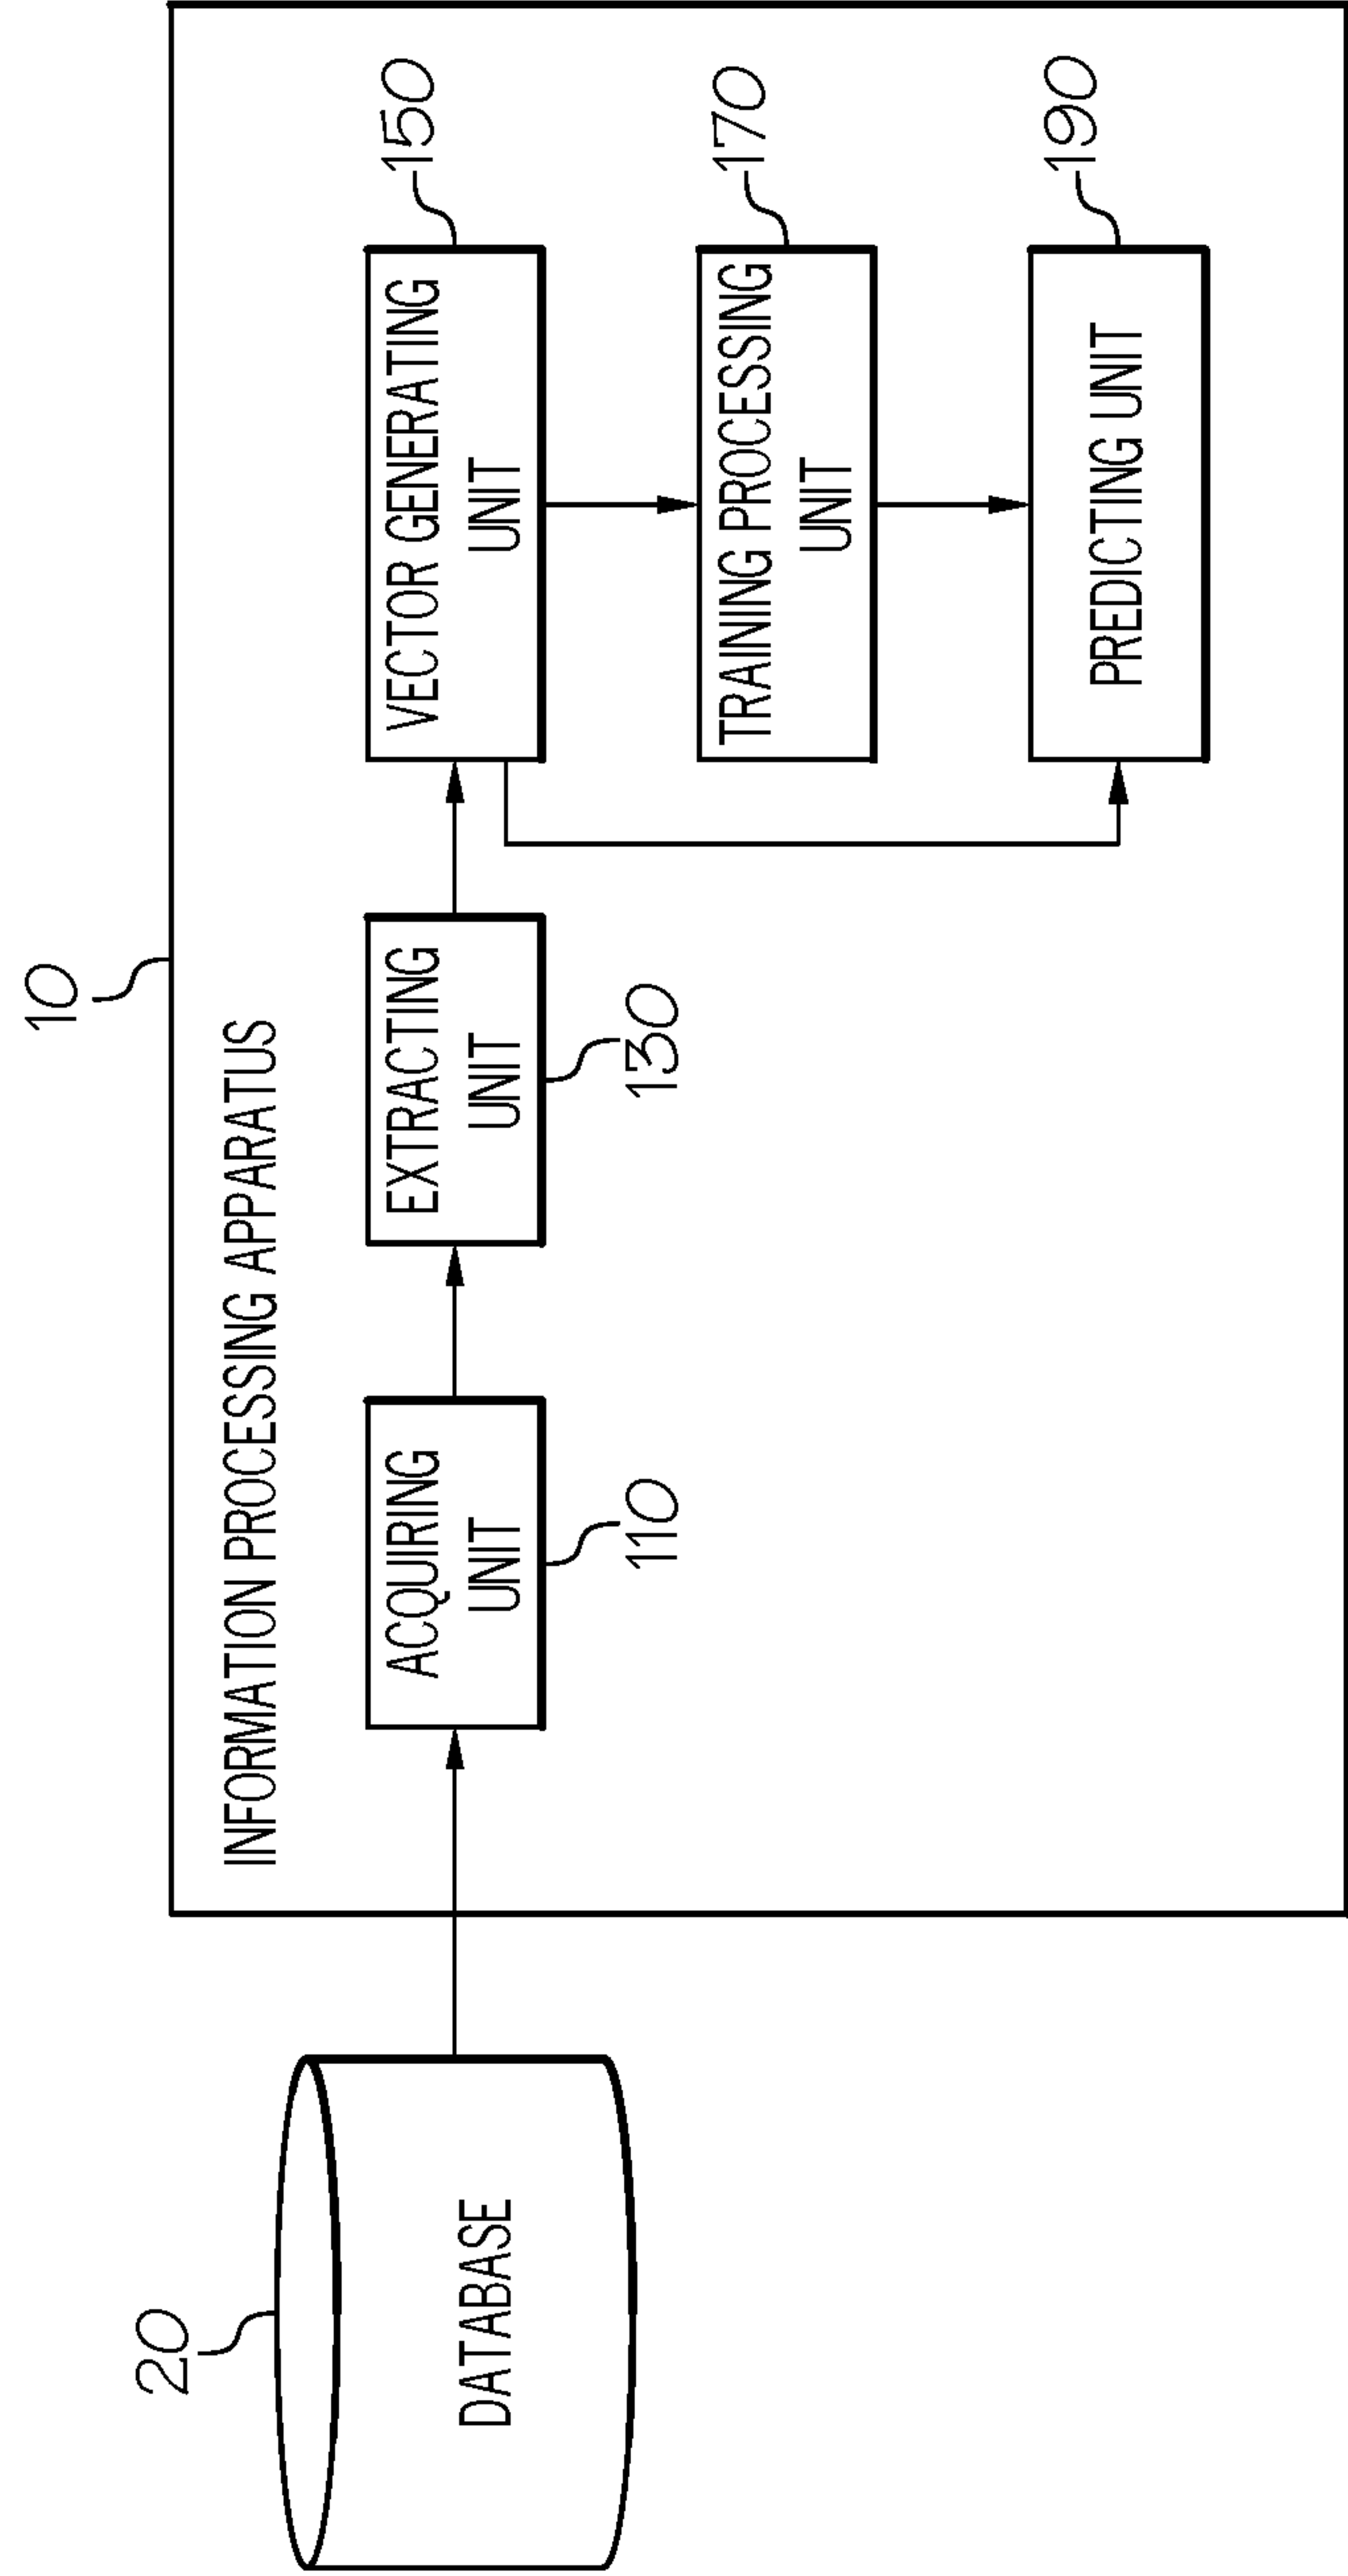 10
INFORMATION PROCESSING APPARATUS
20
DATABASE
ACQUIRING
UNIT
110
EXTRACTING
UNIT
130
VECTOR GENERATING
UNIT
150
TRAINING PROCESSING
UNIT
170
PREDICTING UNIT
190